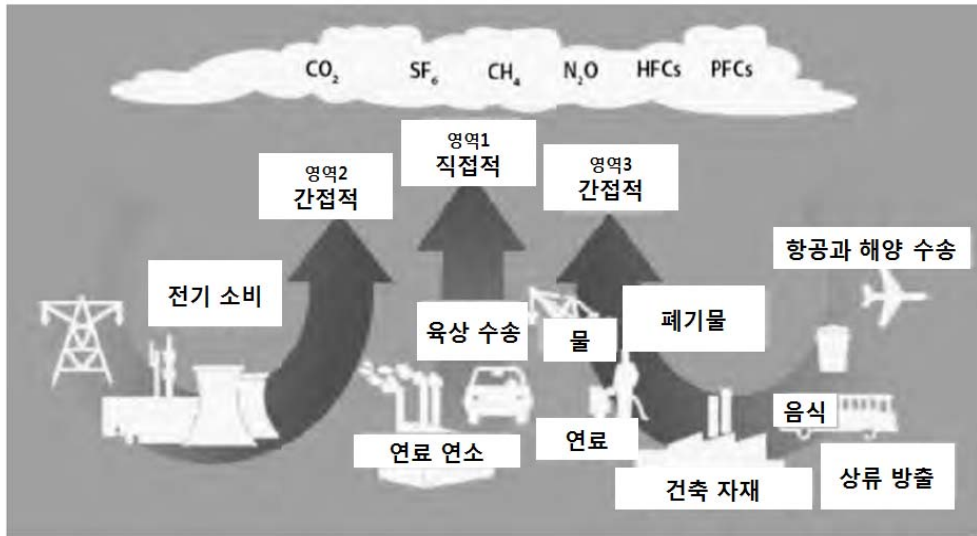 CO₂ SF₆ CH₄ N₂O HFCs PFCs
영역2
간접적
영역1
직접적
영역3
간접적
항공과 해양 수송
전기 소비
육상 수송
물
폐기물
연료 연소
연료
음식
건축 자재
상류 방출